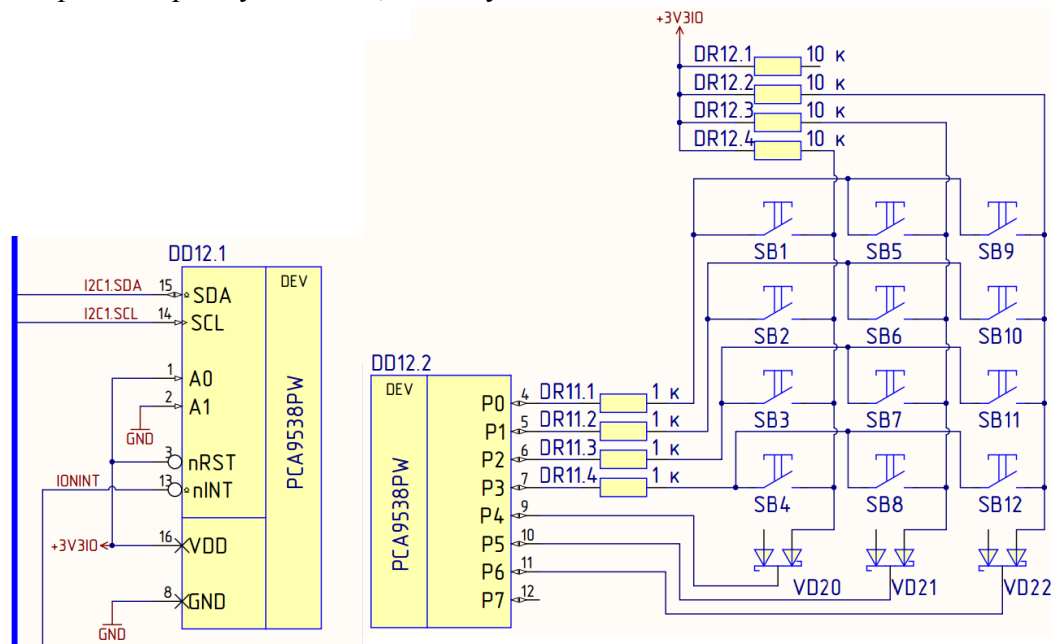 +3V3IO
DR12.1 10 к
DR12.2 10 к
DR12.3 10 к
DR12.4 10 к
SB1 SB5 SB9
SB2 SB6 SB10
SB3 SB7 SB11
SB4 SB8 SB12
VD20 VD21 VD22
DD12.1
DEV
PCA9538PW
I2C1.SDA 15 SDA
I2C1.SCL 14 SCL
1 A0
2 A1
GND
3 nRST
IONINT 13 nINT
+3V3IO 16 VDD
8 GND
GND
DD12.2
DEV
PCA9538PW
P0 4 DR11.1 1 к
P1 5 DR11.2 1 к
P2 6 DR11.3 1 к
P3 7 DR11.4 1 к
P4 9
P5 10
P6 11
P7 12